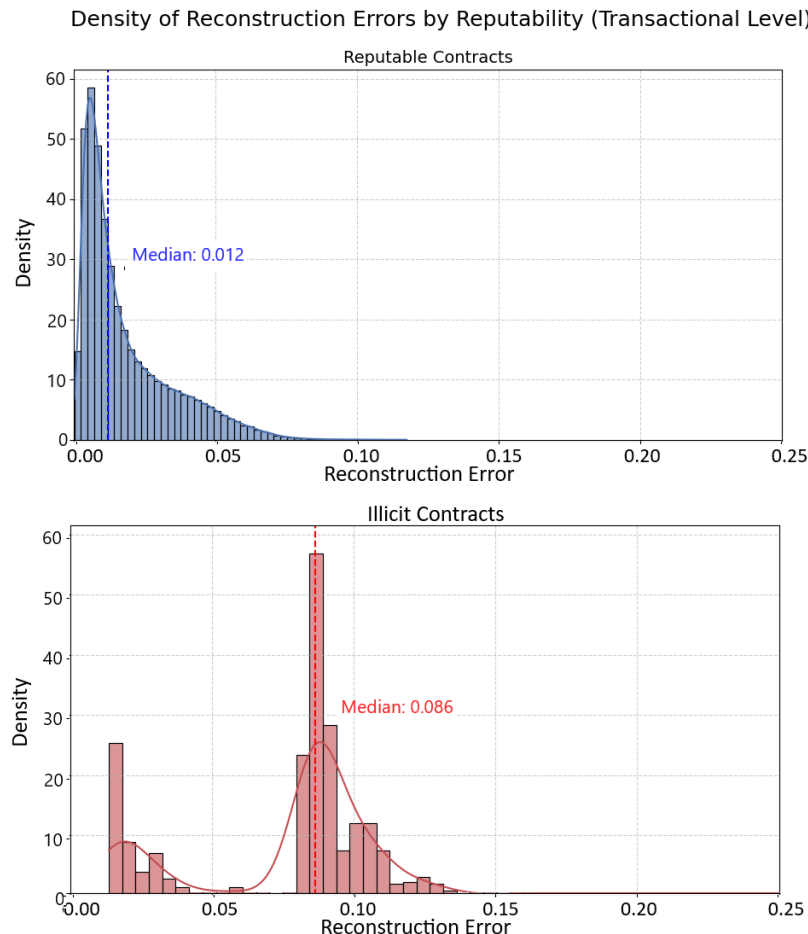 Density of Reconstruction Errors by Reputability (Transactional Level)
Reputable Contracts
60
50
40
30
20
10
0
Density
Median: 0.012
0.00 0.05 0.10 0.15 0.20 0.25
Reconstruction Error
Illicit Contracts
60
50
40
30
20
10
0
Density
Median: 0.086
0.00 0.05 0.10 0.15 0.20 0.25
Reconstruction Error